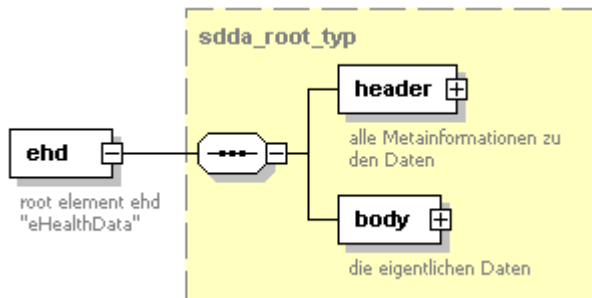 sdda_root_typ
header
alle Metainformationen zu
den Daten
ehd
root element ehd
"eHealthData"
body
die eigentlichen Daten